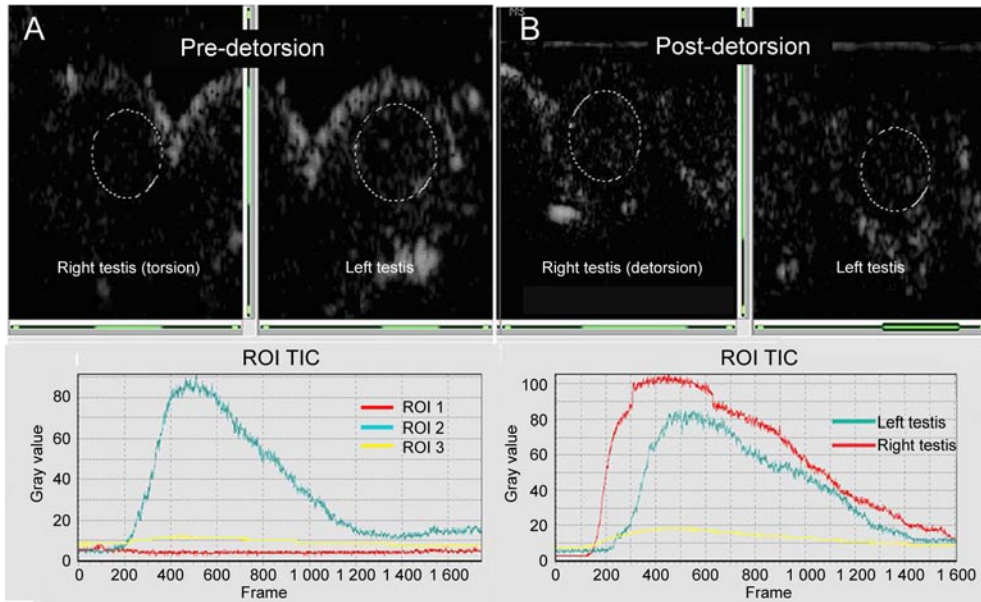 A
Pre-detorsion
Right testis (torsion)
Left testis
ROI TIC
Gray value
80
60
40
20
0
ROI 1
ROI 2
ROI 3
0 200 400 600 800 1 000 1 200 1 400 1 600
Frame
B
Post-detorsion
Right testis (detorsion)
Left testis
ROI TIC
Gray value
100
80
60
40
20
0
Left testis
Right testis
0 200 400 600 800 1 000 1 200 1 400 1 600
Frame